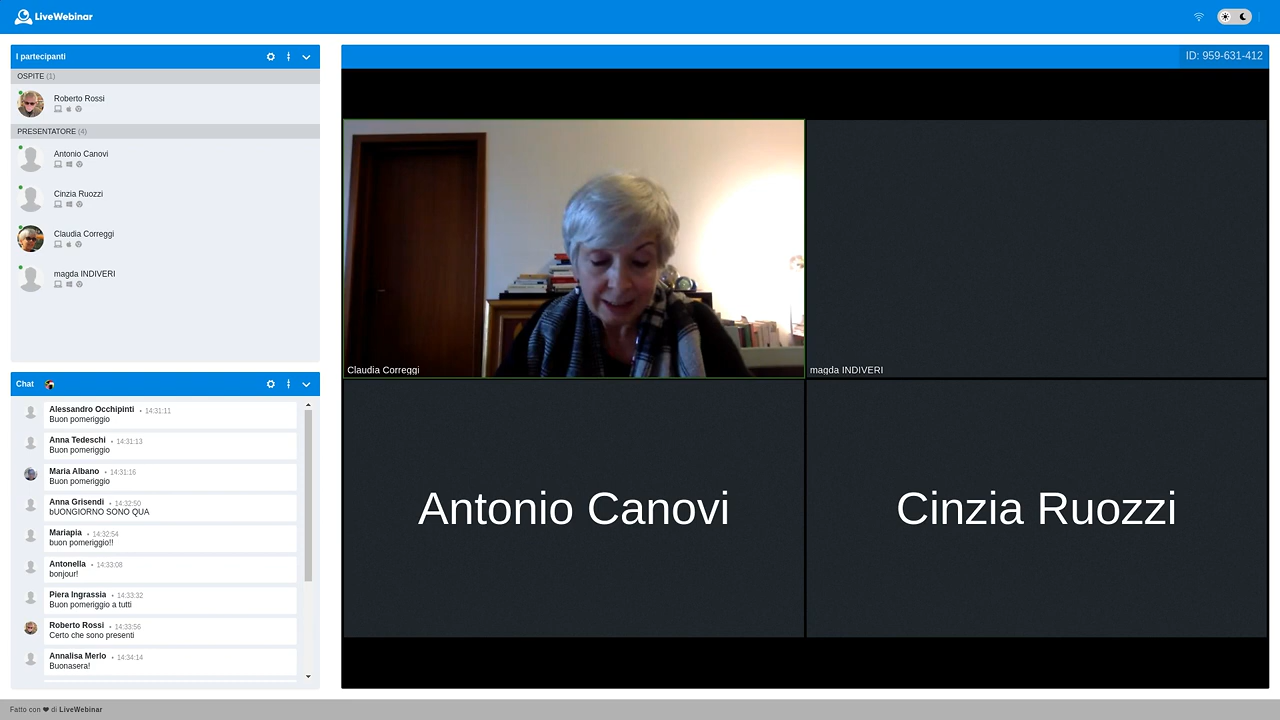 LiveWebinar
I partecipanti
OSPITE (1)
Roberto Rossi
PRESENTATORE (4)
Antonio Canovi
Cinzia Ruozzi
Claudia Correggi
magda INDIVERI
Chat
Alessandro Occhipinti • 14:31:11
Buon pomeriggio
Anna Tedeschi • 14:31:13
Buon pomeriggio
Maria Albano • 14:31:16
Buon pomeriggio
Anna Grisendi • 14:32:50
bUONGIORNO SONO QUA
Mariapia • 14:32:54
buon pomeriggio!!
Antonella • 14:33:08
bonjour!
Piera Ingrassia • 14:33:32
Buon pomeriggio a tutti
Roberto Rossi • 14:33:56
Certo che sono presenti
Annalisa Merlo • 14:34:14
Buonasera!
ID: 959-631-412
Claudia Correggi
magda INDIVERI
Antonio Canovi
Cinzia Ruozzi
Fatto con ❤ di LiveWebinar